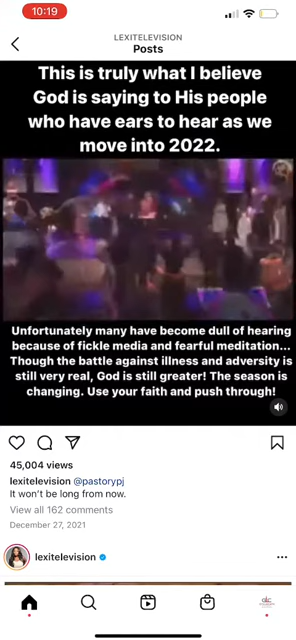 10:19
LEXITELEVISION
Posts
This is truly what I believe
God is saying to His people
who have ears to hear as we
move into 2022.
Unfortunately many have become dull of hearing
because of fickle media and fearful meditation...
Though the battle against illness and adversity is
still very real, God is still greater! The season is
changing. Use your faith and push through!
45,004 views
lexitelevision @pastorypj
It won't be long from now.
View all 162 comments
December 27, 2021
lexitelevision